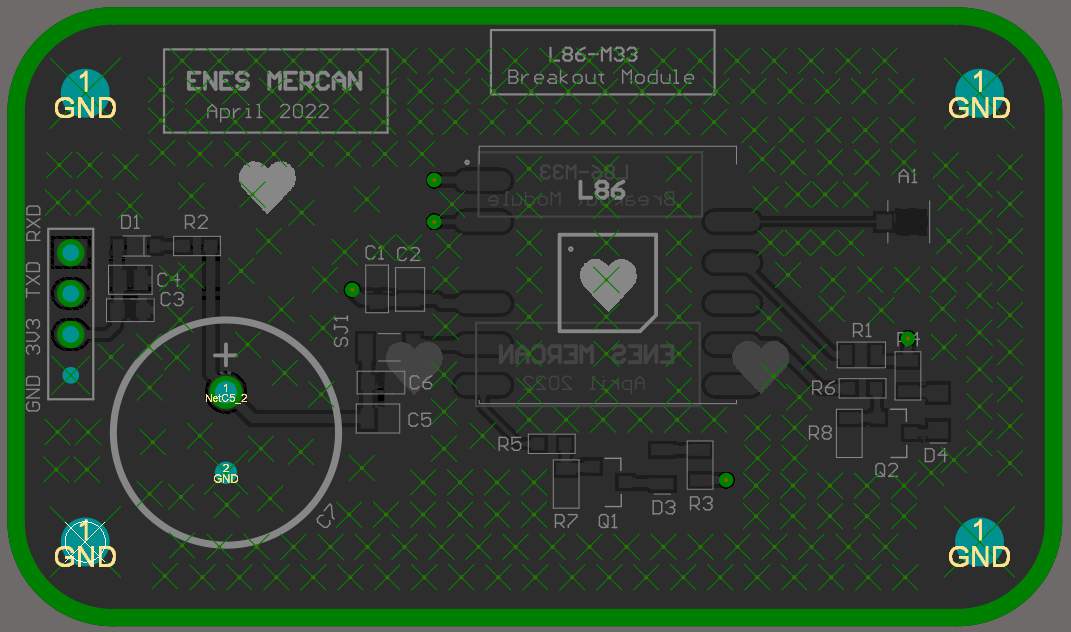 L86-M33
Breakout Module
ENES MERCAN
April 2022
1
GND
1
GND
L86-M33
Breakout Module
L86
A1
RXD
TXD
3V3
GND
D1
R2
C4
C3
C1
C2
SJ1
C6
C5
ENES MERCAN
April 2022
1
NetC5_2
2
GND
C7
R1
R4
R6
R8
Q2
D4
R5
R7
Q1
D3
R3
1
GND
1
GND